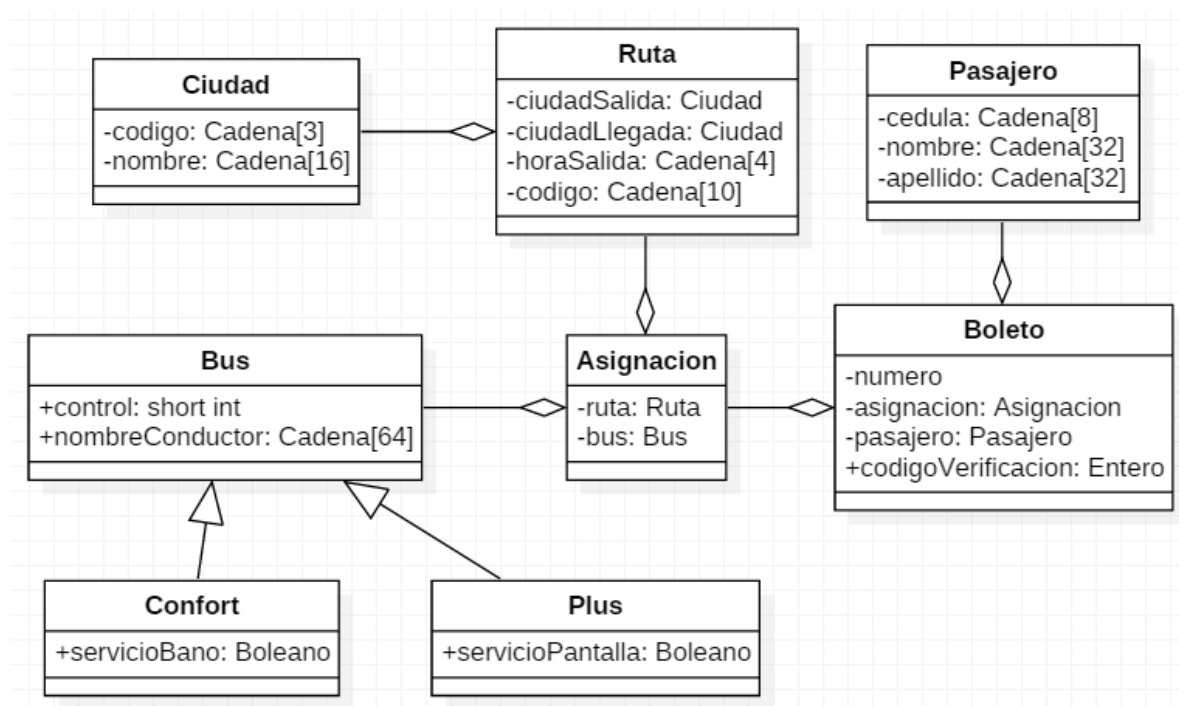 Ciudad
-codigo: Cadena[3]
-nombre: Cadena[16]
Ruta
-ciudadSalida: Ciudad
-ciudadLlegada: Ciudad
-horaSalida: Cadena[4]
-codigo: Cadena[10]
Pasajero
-cedula: Cadena[8]
-nombre: Cadena[32]
-apellido: Cadena[32]
Bus
+control: short int
+nombreConductor: Cadena[64]
Asignacion
-ruta: Ruta
-bus: Bus
Boleto
-numero
-asignacion: Asignacion
-pasajero: Pasajero
+codigoVerificacion: Entero
Confort
+servicioBano: Boleano
Plus
+servicioPantalla: Boleano